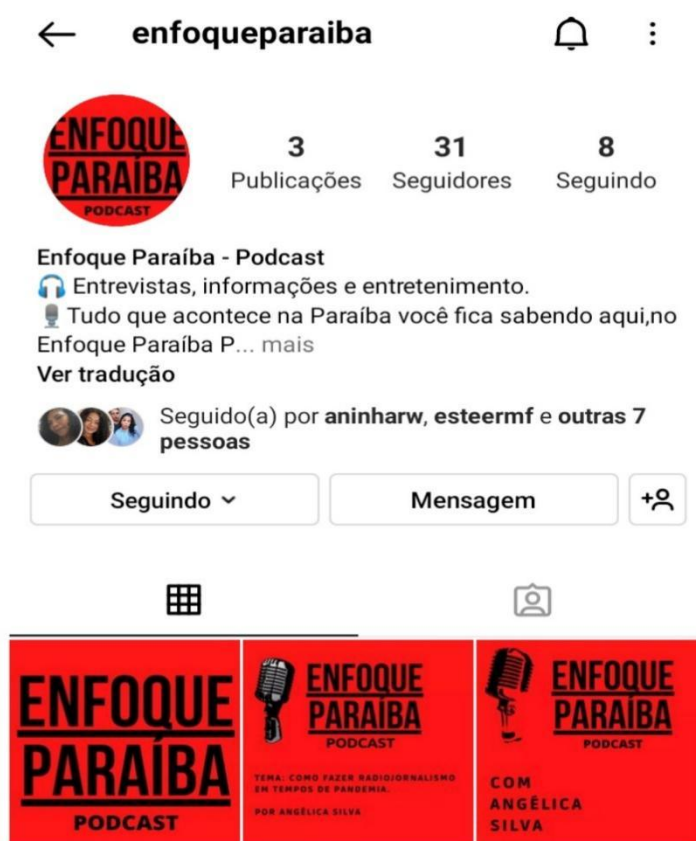 enfoqueparaiba
ENFOQUE
PARAÍBA
PODCAST
3
Publicações
31
Seguidores
8
Seguindo
Enfoque Paraíba - Podcast
Entrevistas, informações e entretenimento.
Tudo que acontece na Paraíba você fica sabendo aqui,no
Enfoque Paraíba P... mais
Ver tradução
Seguido(a) por aninharw, esteermf e outras 7
pessoas
Seguindo
Mensagem
ENFOQUE
PARAÍBA
PODCAST
ENFOQUE
PARAÍBA
PODCAST
TEMA: COMO FAZER RADIOJORNALISMO
EM TEMPOS DE PANDEMIA.
POR ANGÉLICA SILVA
ENFOQUE
PARAÍBA
PODCAST
COM
ANGÉLICA
SILVA